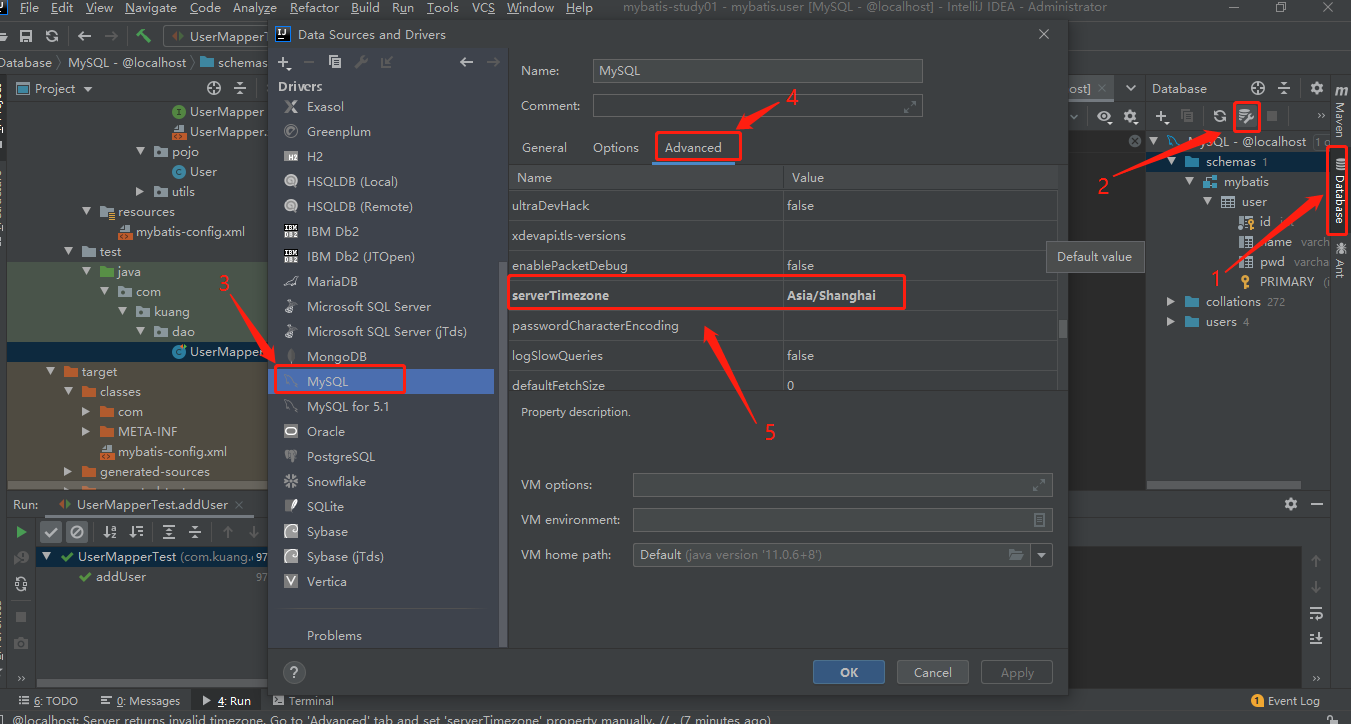 File Edit View Navigate Code Analyze Refactor Build Run Tools VCS Window Help mybatis-study01 - mybatis.user [MySQL - @localhost] - IntelliJ IDEA - Administrator
UserMapperT
Database MySQL - @localhost schemas
Project
UserMapper
UserMapper.
pojo
User
utils
resources
mybatis-config.xml
test
java
com
kuang
dao
UserMapper
target
classes
com
META-INF
mybatis-config.xml
generated-sources
Data Sources and Drivers
Drivers
Exasol
Greenplum
H2
HSQLDB (Local)
HSQLDB (Remote)
IBM Db2
IBM Db2 (JTOpen)
MariaDB
Microsoft SQL Server
Microsoft SQL Server (jTds)
MongoDB
MySQL
MySQL for 5.1
Oracle
PostgreSQL
Snowflake
SQLite
Sybase
Sybase (jTds)
Vertica
Problems
3
Name: MySQL
Comment:
4
General Options Advanced
Name Value
ultraDevHack false
xdevapi.tls-versions
enablePacketDebug false
serverTimezone Asia/Shanghai
passwordCharacterEncoding
logSlowQueries false
defaultFetchSize 0
5
Default value
Property description.
VM options:
VM environment:
VM home path: Default (java version '11.0.6+8')
? OK Cancel Apply
ost]
Database
MySQL - @localhost
schemas 1
mybatis
user
id
name varch
pwd varcha
PRIMARY (i
collations 272
users 4
2
1
m
Maven
Database
Ant
Run: UserMapperTest.addUser
UserMapperTest (com.kuang. 97
addUser 97
6: TODO 0: Messages 4: Run Terminal 1 Event Log
@localhost: Server returns invalid timezone. Go to 'Advanced' tab and set 'serverTimezone' property manually. // . (7 minutes ago)